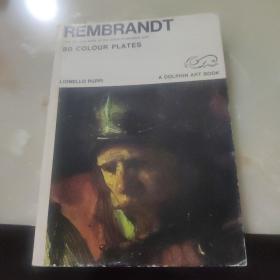 REMBRANDT
80 COLOUR PLATES
LIONELLO PUPPI
A DOLPHIN ART BOOK